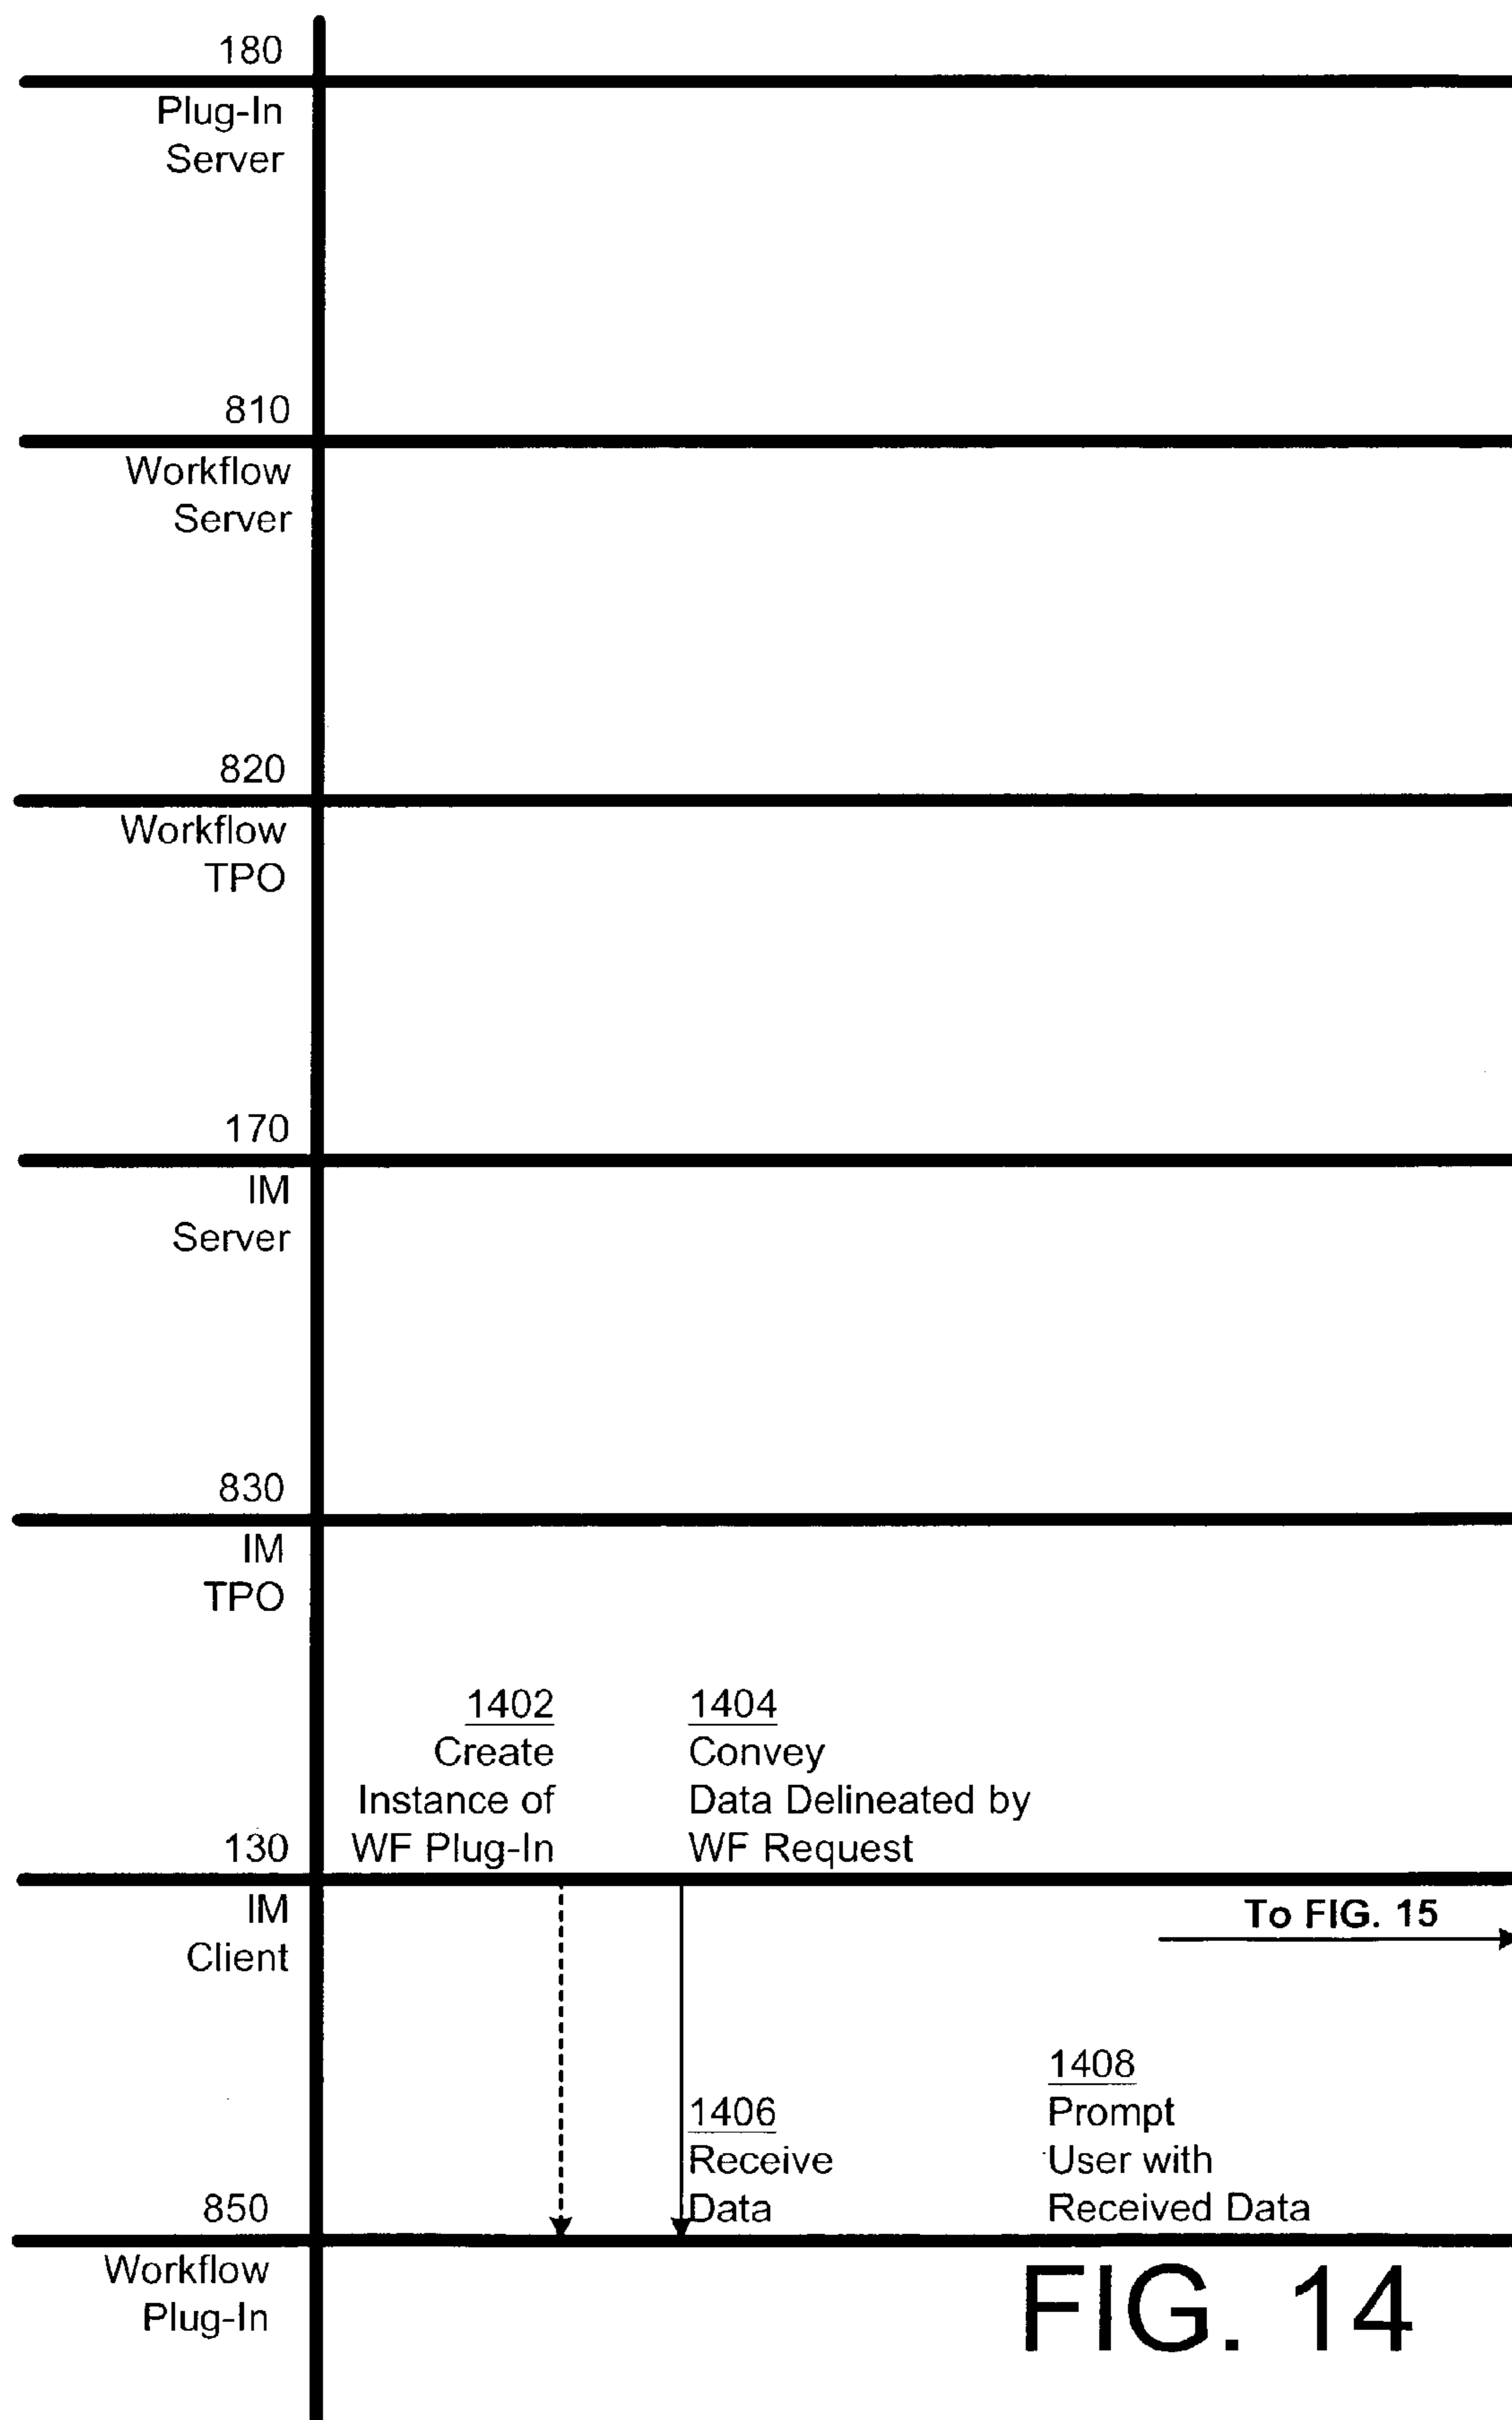 180
Plug-In
Server
810
Workflow
Server
820
Workflow
TPO
170
IM
Server
830
IM
TPO
1402
Create
Instance of
WF Plug-In
1404
Convey
Data Delineated by
WF Request
130
IM
Client
To FIG. 15
1406
Receive
Data
1408
Prompt
User with
Received Data
850
Workflow
Plug-In
FIG. 14